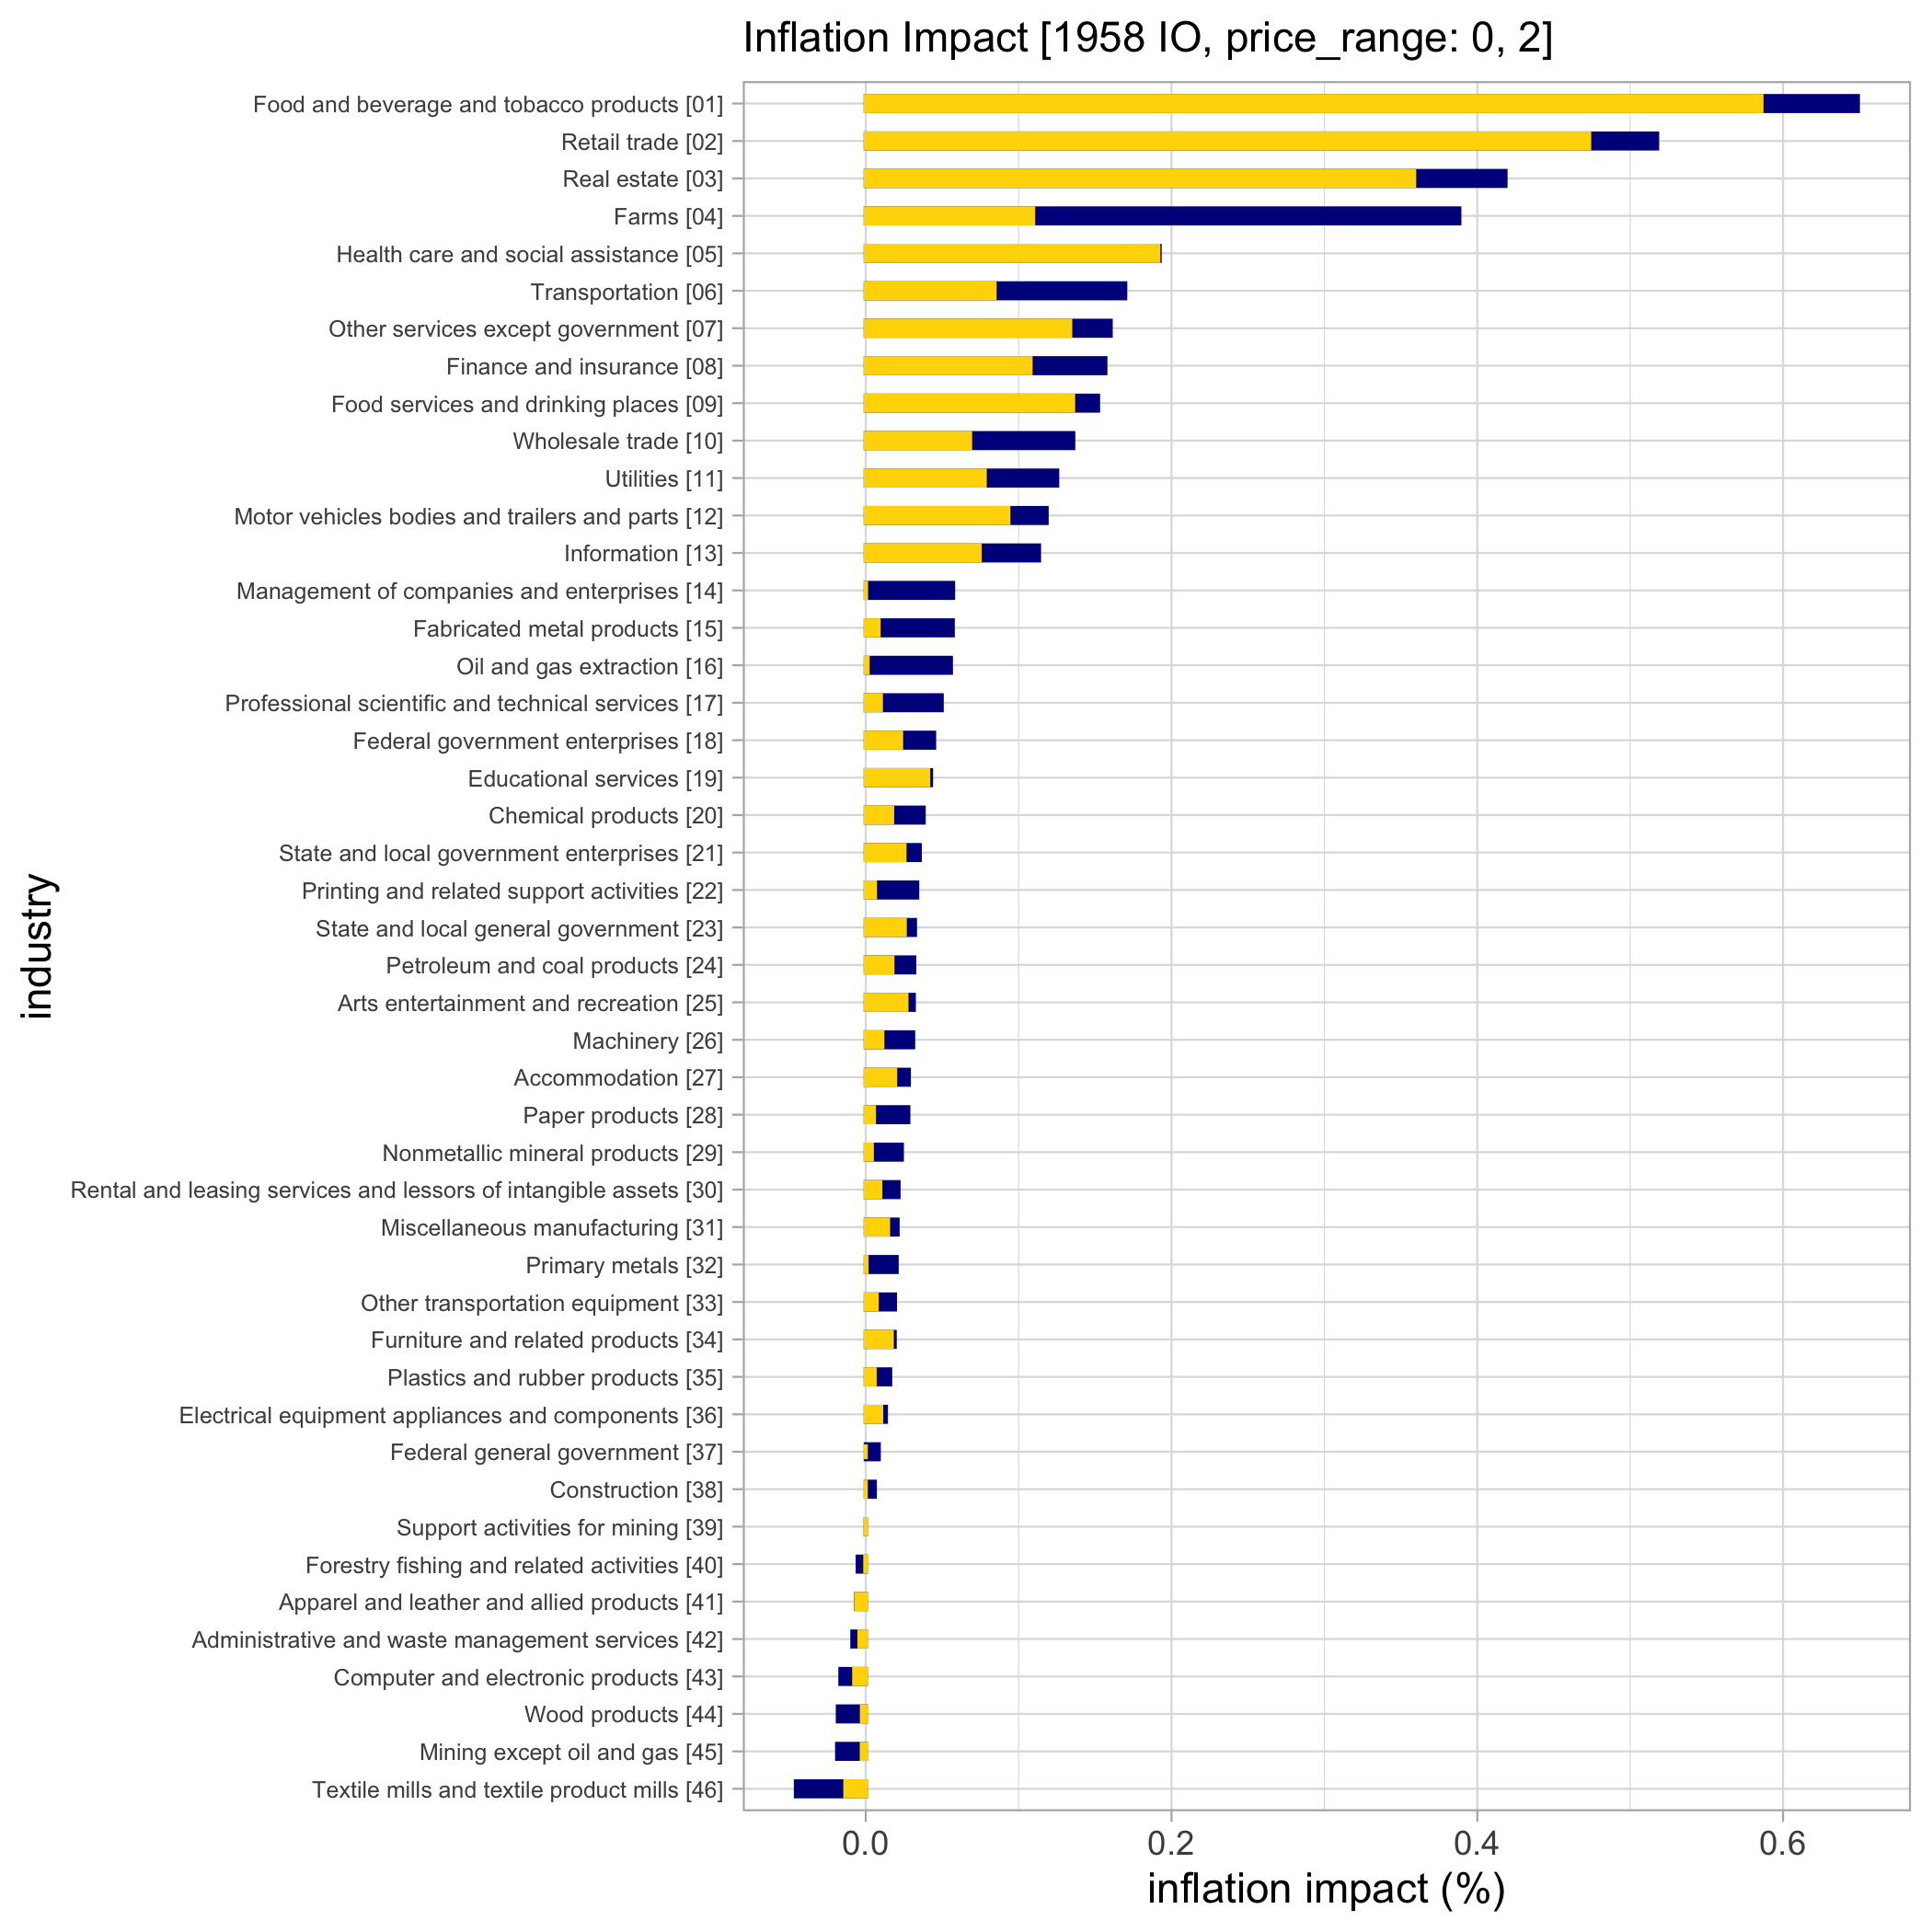 Inflation Impact [1958 IO, price_range: 0, 2]
Food and beverage and tobacco products [01]
Retail trade [02]
Real estate [03]
Farms [04]
Health care and social assistance [05]
Transportation [06]
Other services except government [07]
Finance and insurance [08]
Food services and drinking places [09]
Wholesale trade [10]
Utilities [11]
Motor vehicles bodies and trailers and parts [12]
Information [13]
Management of companies and enterprises [14]
Fabricated metal products [15]
Oil and gas extraction [16]
Professional scientific and technical services [17]
Federal government enterprises [18]
Educational services [19]
Chemical products [20]
State and local government enterprises [21]
Printing and related support activities [22]
State and local general government [23]
Petroleum and coal products [24]
Arts entertainment and recreation [25]
Machinery [26]
Accommodation [27]
Paper products [28]
Nonmetallic mineral products [29]
Rental and leasing services and lessors of intangible assets [30]
Miscellaneous manufacturing [31]
Primary metals [32]
Other transportation equipment [33]
Furniture and related products [34]
Plastics and rubber products [35]
Electrical equipment appliances and components [36]
Federal general government [37]
Construction [38]
Support activities for mining [39]
Forestry fishing and related activities [40]
Apparel and leather and allied products [41]
Administrative and waste management services [42]
Computer and electronic products [43]
Wood products [44]
Mining except oil and gas [45]
Textile mills and textile product mills [46]
industry
0.0 0.2 0.4 0.6
inflation impact (%)